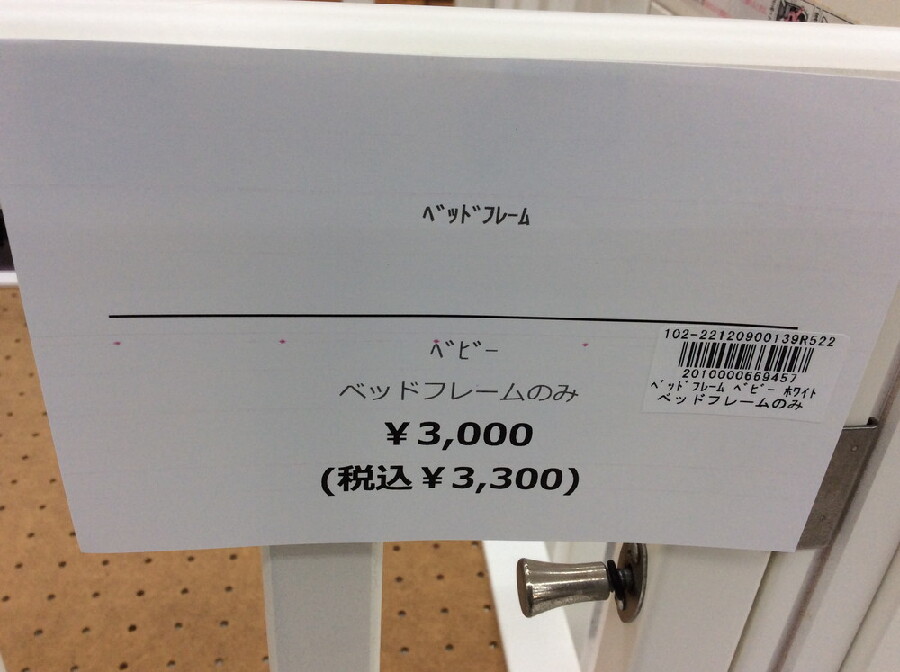 ﾍﾞｯﾄﾞﾌﾚｰﾑ
ﾍﾞﾋﾞｰ
ベッドフレームのみ
¥3,000
(税込¥3,300)
102-22120900139R522
2010000669457
ﾍﾞｯﾄﾞﾌﾚｰﾑ ﾍﾞﾋﾞｰ ﾎﾜｲﾄ
ベッドフレームのみ